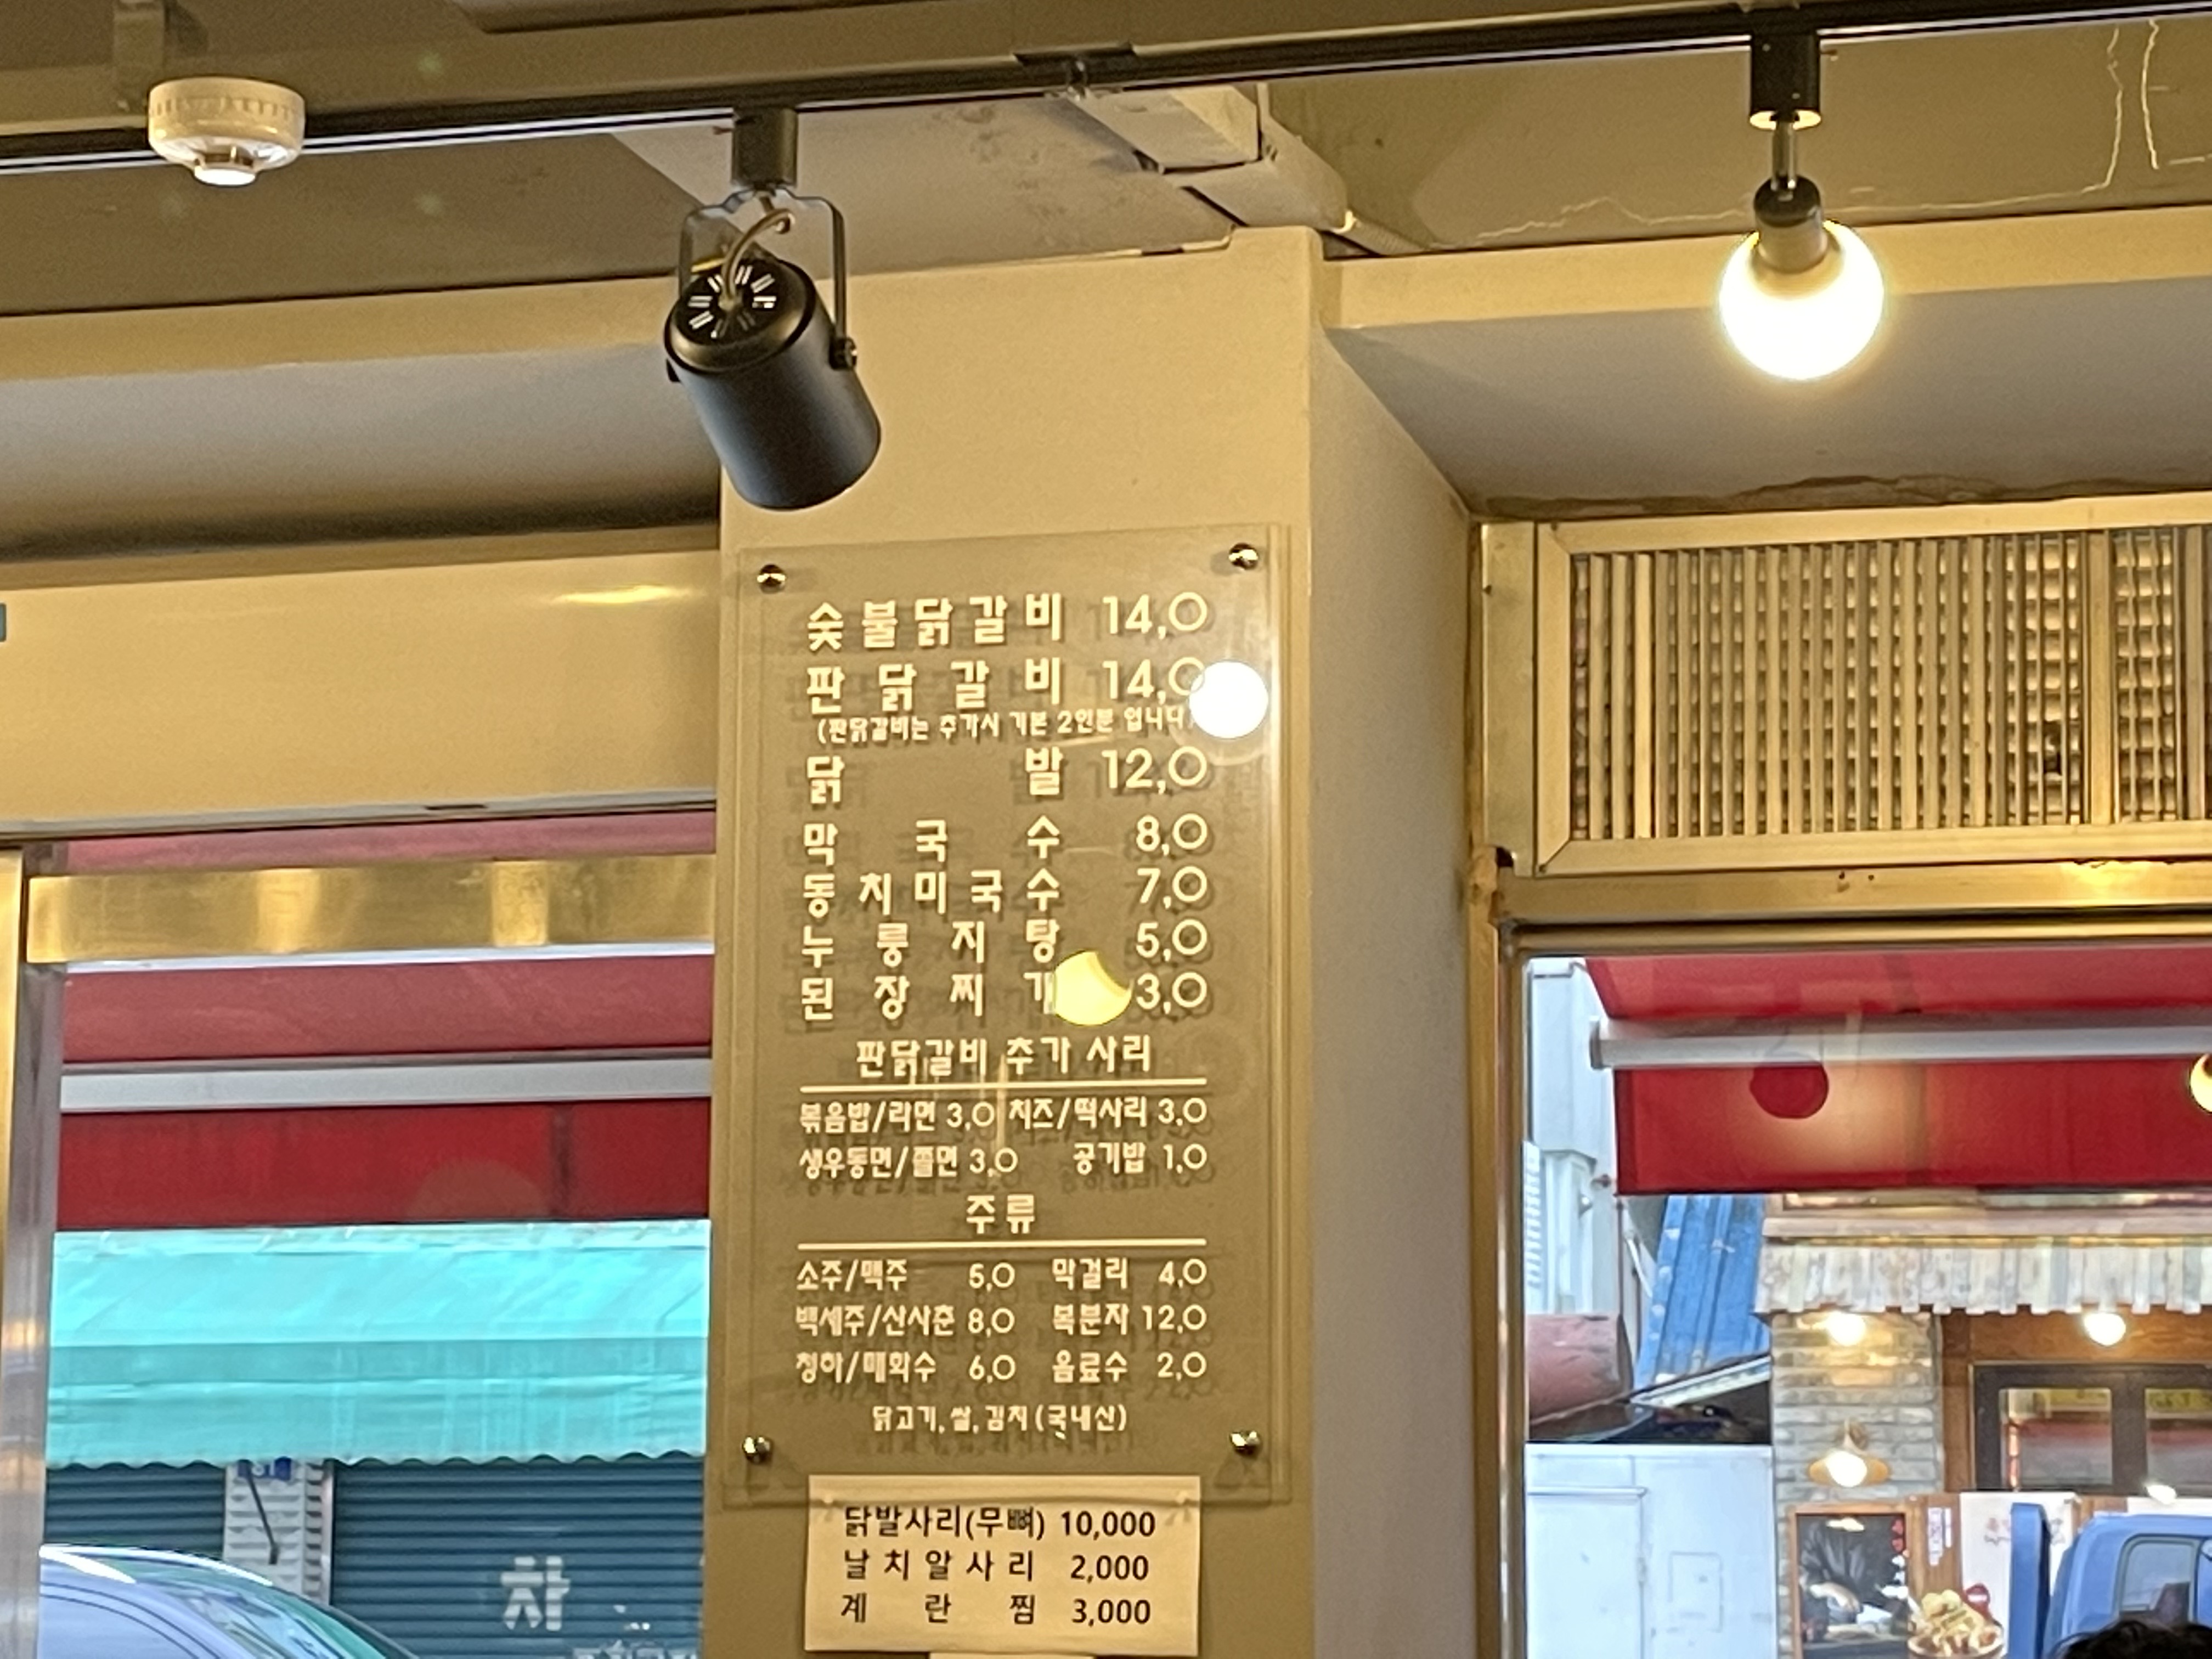 숯불닭갈비 14,0
판닭갈비 14,0
(판닭갈비는 추가시 기본 2인분 입니다)
닭발 12,0
막국수 8,0
동치미국수 7,0
누룽지탕 5,0
된장찌개 3,0
판닭갈비 추가 사리
볶음밥/라면 3,0 치즈/떡사리 3,0
생우동면/쫄면 3,0 공기밥 1,0
주류
소주/맥주 5,0 막걸리 4,0
백세주/산사춘 8,0 복분자 12,0
청하/매화수 6,0 음료수 2,0
닭고기, 쌀, 김치(국내산)
닭발사리(무뼈) 10,000
날치알사리 2,000
계란찜 3,000
차